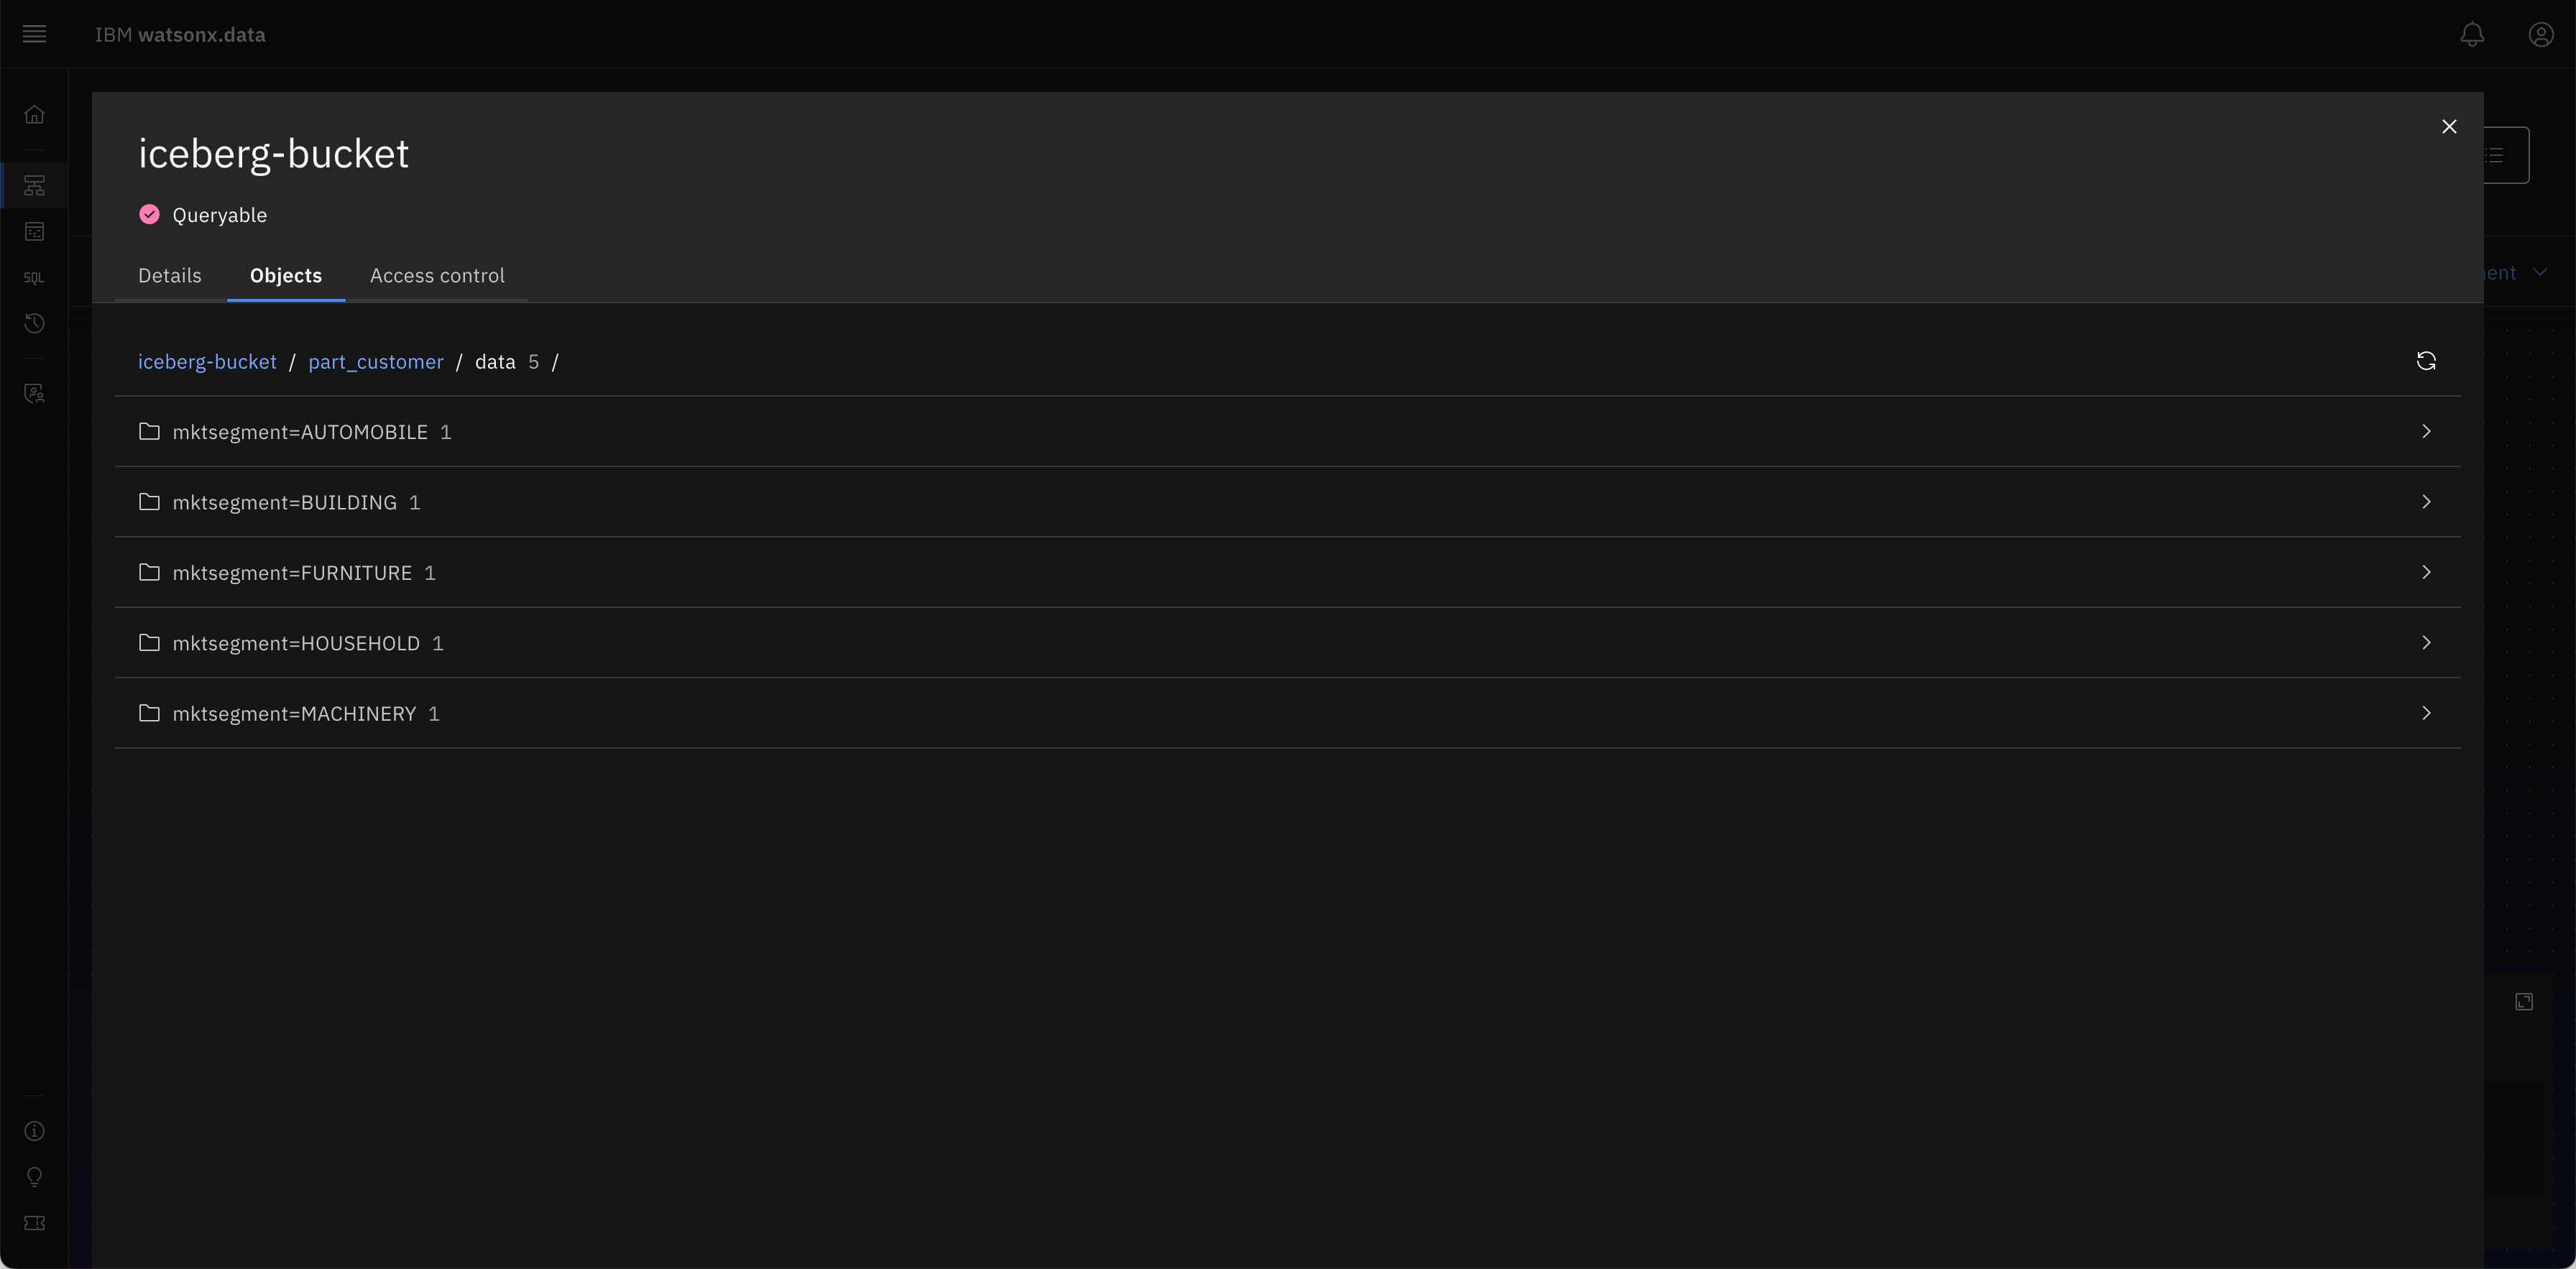 IBM watsonx.data
iceberg-bucket
Queryable
Details Objects Access control
SQL
iceberg-bucket / part_customer / data 5 /
mktsegment=AUTOMOBILE 1
mktsegment=BUILDING 1
mktsegment=FURNITURE 1
mktsegment=HOUSEHOLD 1
mktsegment=MACHINERY 1